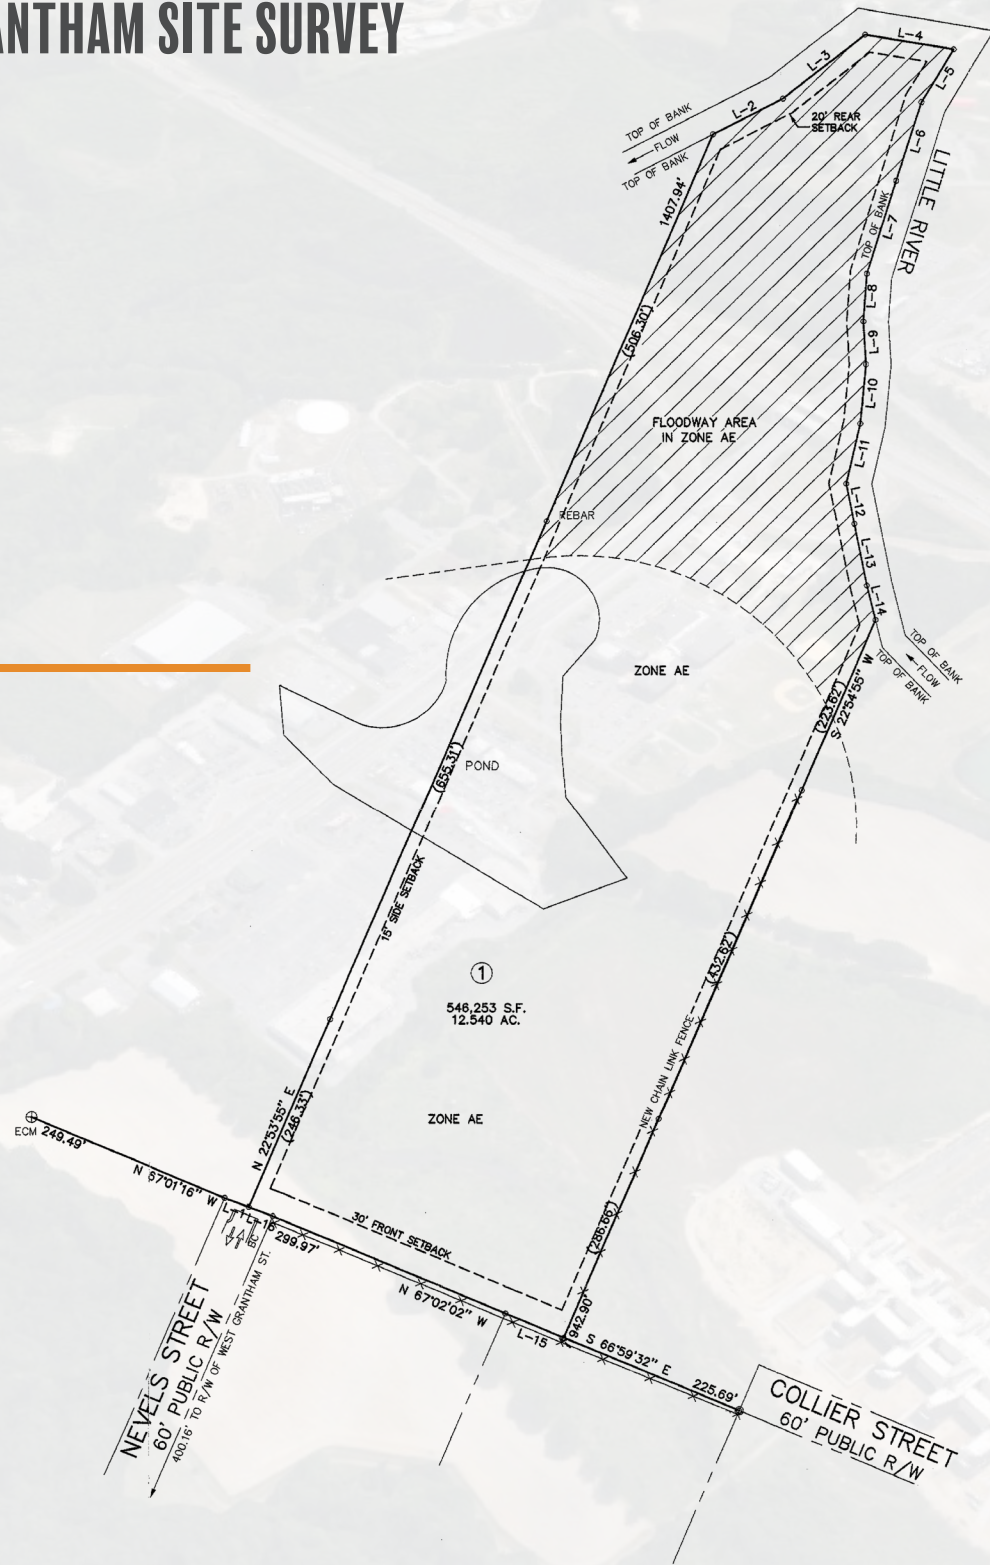 ANTHAM SITE SURVEY
L-4
L-3
L-5
L-2
20' REAR
SETBACK
TOP OF BANK
FLOW
TOP OF BANK
L-6
LITTLE RIVER
1407.94'
L-7
TOP OF BANK
L-8
(506.30')
L-9
L-10
FLOODWAY AREA
IN ZONE AE
L-11
L-12
REBAR
L-13
L-14
TOP OF BANK
FLOW
TOP OF BANK
ZONE AE
(223.62')
S 22°54'55" W
(655.31')
POND
15' SIDE SETBACK
(432.62')
1
546,253 S.F.
12.540 AC.
NEW CHAIN LINK FENCE
N 22°53'55" E
(246.33')
ZONE AE
ECM 249.49'
N 67°01'16" W
L-1
L-16
BC
299.97'
30' FRONT SETBACK
(286.66')
N 67°02'02" W
L-15
942.90'
S 66°59'32" E
225.69'
NEVELS STREET
60' PUBLIC R/W
400.16' TO R/W OF WEST GRANTHAM ST.
COLLIER STREET
60' PUBLIC R/W